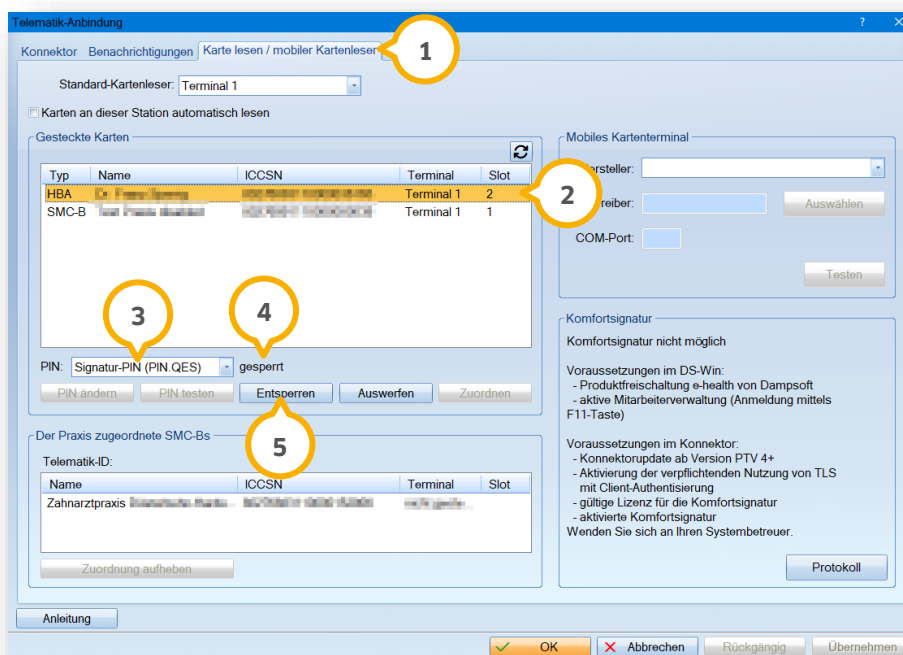 Telematik-Anbindung
Konnektor Benachrichtigungen Karte lesen / mobiler Kartenleser
1
Standard-Kartenleser: Terminal 1
Karten an dieser Station automatisch lesen
Gesteckte Karten
Typ Name ICCSN Terminal Slot
HBA Terminal 1 2
SMC-B Terminal 1 1
2
3
4
PIN: Signatur-PIN (PIN.QES) gesperrt
PIN ändern PIN testen Entsperren Auswerfen Zuordnen
5
Der Praxis zugeordnete SMC-Bs
Telematik-ID:
Name ICCSN Terminal Slot
Zahnarztpraxis
Zuordnung aufheben
Mobiles Kartenterminal
ersteller:
reiber: Auswählen
COM-Port:
Testen
Komfortsignatur
Komfortsignatur nicht möglich
Voraussetzungen im DS-Win:
- Produktfreischaltung e-health von Dampsoft
- aktive Mitarbeiterverwaltung (Anmeldung mittels
F11-Taste)
Voraussetzungen im Konnektor:
- Konnektorupdate ab Version PTV 4+
- Aktivierung der verpflichtenden Nutzung von TLS
mit Client-Authentisierung
- gültige Lizenz für die Komfortsignatur
- aktivierte Komfortsignatur
Wenden Sie sich an Ihren Systembetreuer.
Protokoll
Anleitung
OK Abbrechen Rückgängig Übernehmen